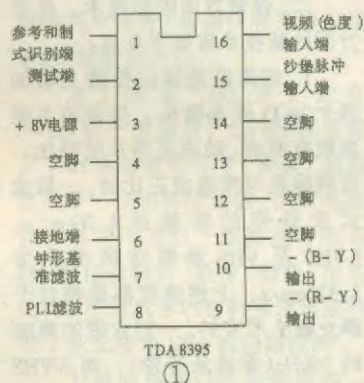 参考和制
式识别端
1
测试端
2
+ 8V电源
3
空脚
4
空脚
5
接地端
6
钟形基
准滤波
7
PLL滤波
8
视频(色度)
输入端
16
沙堡脉冲
输入端
15
空脚
14
空脚
13
空脚
12
空脚
11
-(B-Y)
输出
10
-(R-Y)
输出
9
TDA 8395
①